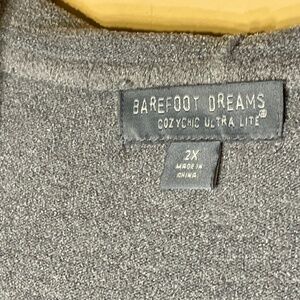 BAREFOOT DREAMS
COZYCHIC ULTRA LITE®
2X
MADE IN
CHINA